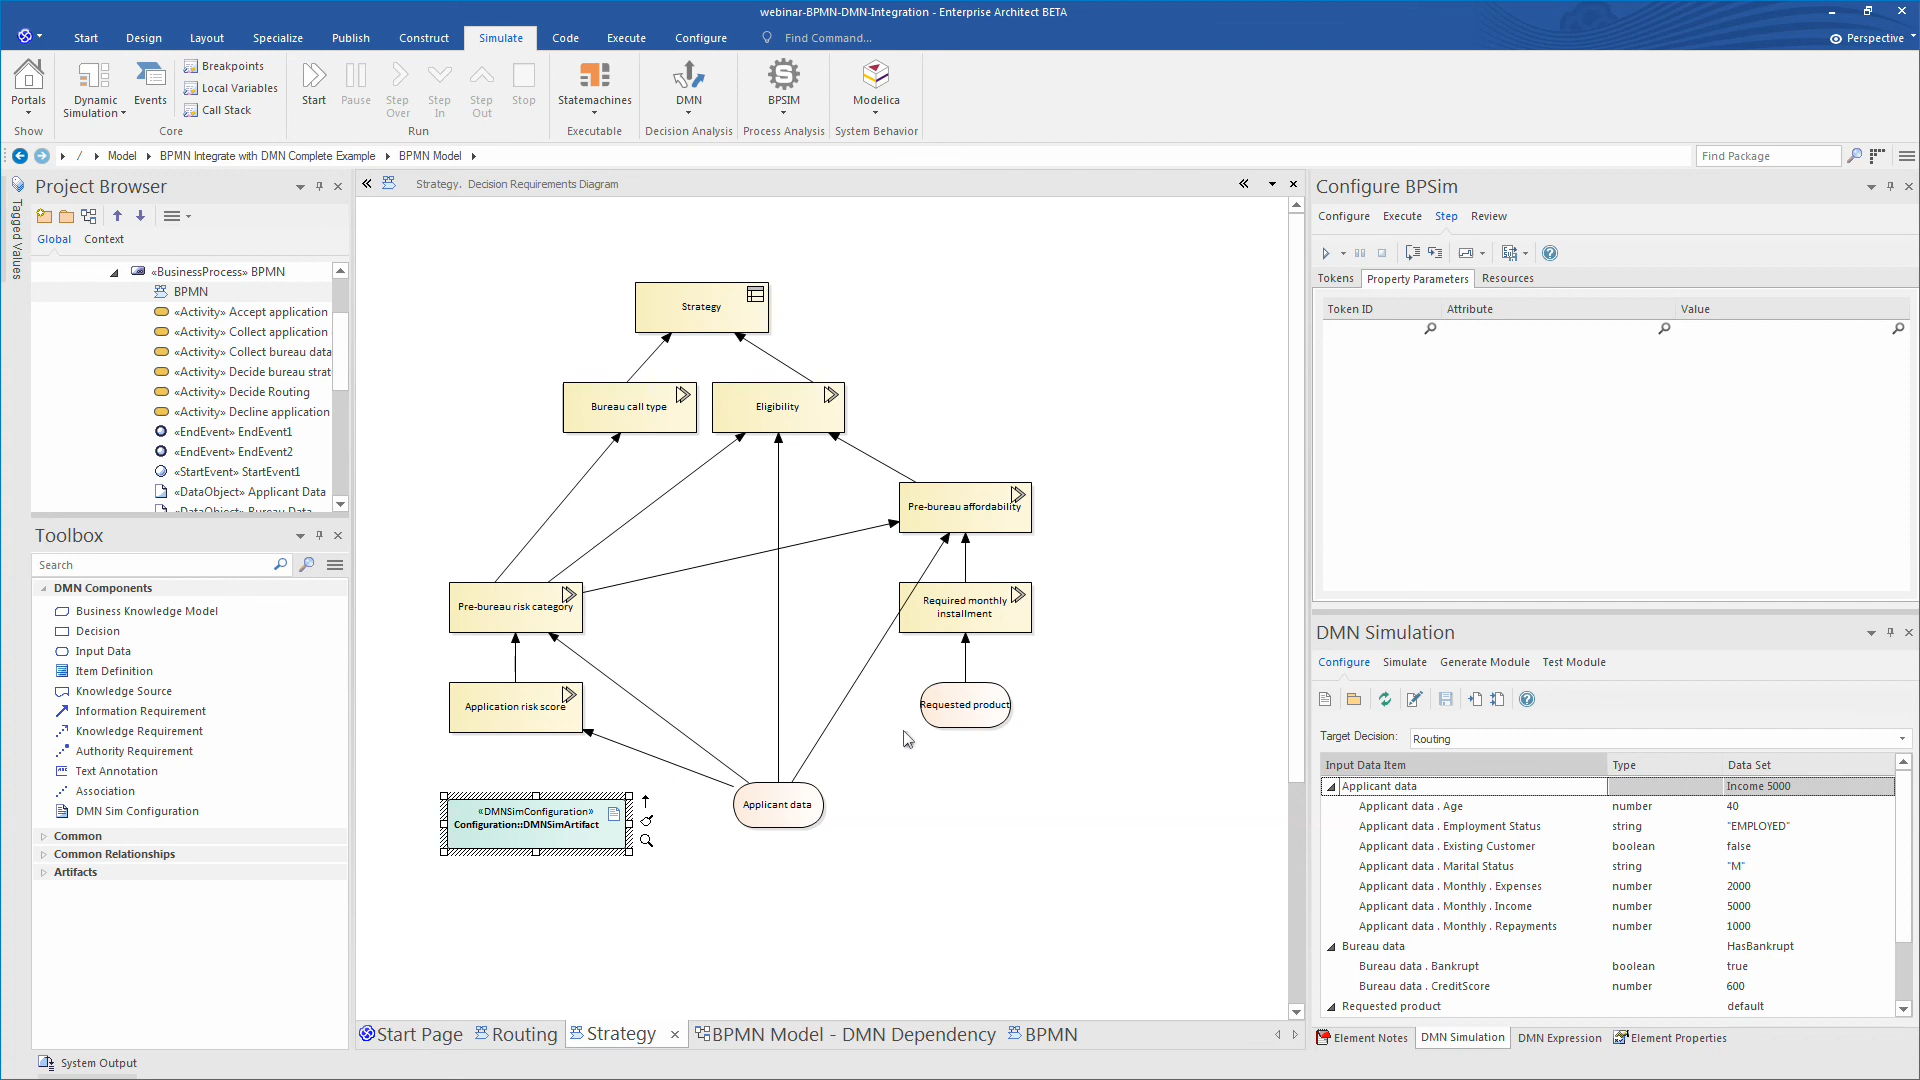 webinar-BPMN-DMN-Integration - Enterprise Architect BETA
Start Design Layout Specialize Publish Construct Simulate Code Execute Configure Find Command... Perspective
Portals
Show
Dynamic Simulation
Events
Breakpoints
Local Variables
Call Stack
Core
Start
Pause
Step Over
Step In
Step Out
Stop
Run
Statemachines
Executable
DMN
Decision Analysis
BPSIM
Process Analysis
Modelica
System Behavior
/ Model BPMN Integrate with DMN Complete Example BPMN Model
Find Package
Tagged Values
Project Browser
Global Context
«BusinessProcess» BPMN
BPMN
«Activity» Accept application
«Activity» Collect application
«Activity» Collect bureau data
«Activity» Decide bureau strat
«Activity» Decide Routing
«Activity» Decline application
«EndEvent» EndEvent1
«EndEvent» EndEvent2
«StartEvent» StartEvent1
«DataObject» Applicant Data
«DataObject» Bureau Data
Toolbox
Search
DMN Components
Business Knowledge Model
Decision
Input Data
Item Definition
Knowledge Source
Information Requirement
Knowledge Requirement
Authority Requirement
Text Annotation
Association
DMN Sim Configuration
Common
Common Relationships
Artifacts
System Output
Strategy. Decision Requirements Diagram
Strategy
Bureau call type
Eligibility
Pre-bureau affordability
Pre-bureau risk category
Required monthly
installment
Application risk score
Requested product
«DMNSimConfiguration»
Configuration::DMNSimArtifact
Applicant data
Start Page Routing Strategy BPMN Model - DMN Dependency BPMN
Configure BPSim
Configure Execute Step Review
Tokens Property Parameters Resources
Token ID Attribute Value
DMN Simulation
Configure Simulate Generate Module Test Module
Target Decision: Routing
Input Data Item Type Data Set
Applicant data Income 5000
Applicant data . Age number 40
Applicant data . Employment Status string "EMPLOYED"
Applicant data . Existing Customer boolean false
Applicant data . Marital Status string "M"
Applicant data . Monthly . Expenses number 2000
Applicant data . Monthly . Income number 5000
Applicant data . Monthly . Repayments number 1000
Bureau data HasBankrupt
Bureau data . Bankrupt boolean true
Bureau data . CreditScore number 600
Requested product default
Element Notes DMN Simulation DMN Expression Element Properties